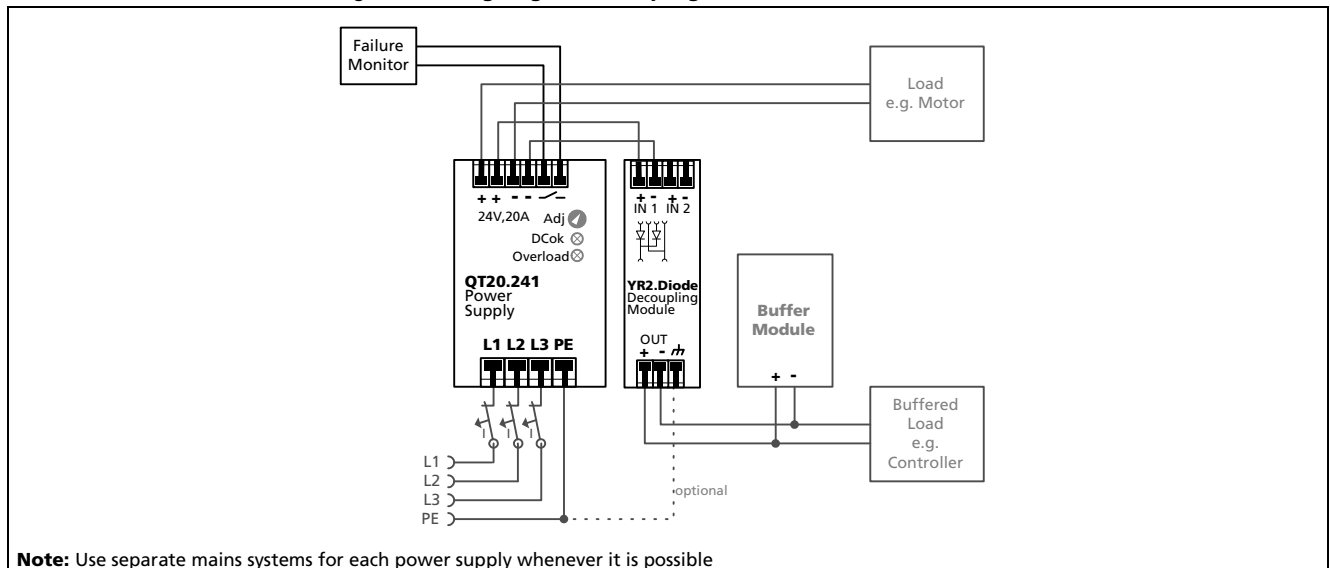 Failure
Monitor
Load
e.g. Motor
+ + - -
24V,20A
Adj
DCok
Overload
QT20.241
Power
Supply
L1 L2 L3 PE
+ - + -
IN 1 IN 2
YR2.Diode
Decoupling
Module
OUT
+ -
Buffer
Module
+ -
Buffered
Load
e.g.
Controller
I I I
L1
L2
L3
PE
optional
Note: Use separate mains systems for each power supply whenever it is possible